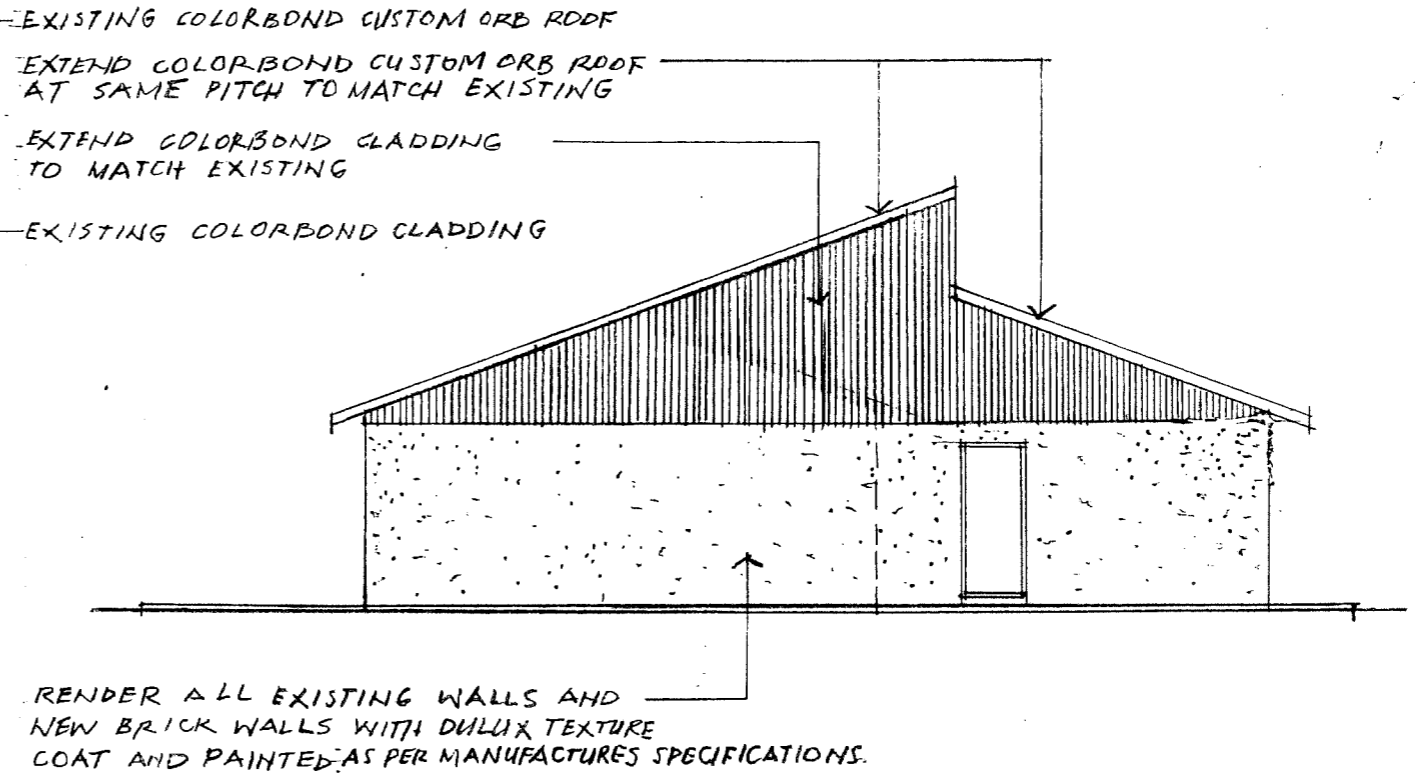 EXISTING COLORBOND CUSTOM ORB ROOF
EXTEND COLORBOND CUSTOM ORB ROOF
AT SAME PITCH TO MATCH EXISTING
EXTEND COLORBOND CLADDING
TO MATCH EXISTING
EXISTING COLORBOND CLADDING
RENDER ALL EXISTING WALLS AND
NEW BRICK WALLS WITH DULUX TEXTURE
COAT AND PAINTED AS PER MANUFACTURES SPECIFICATIONS.